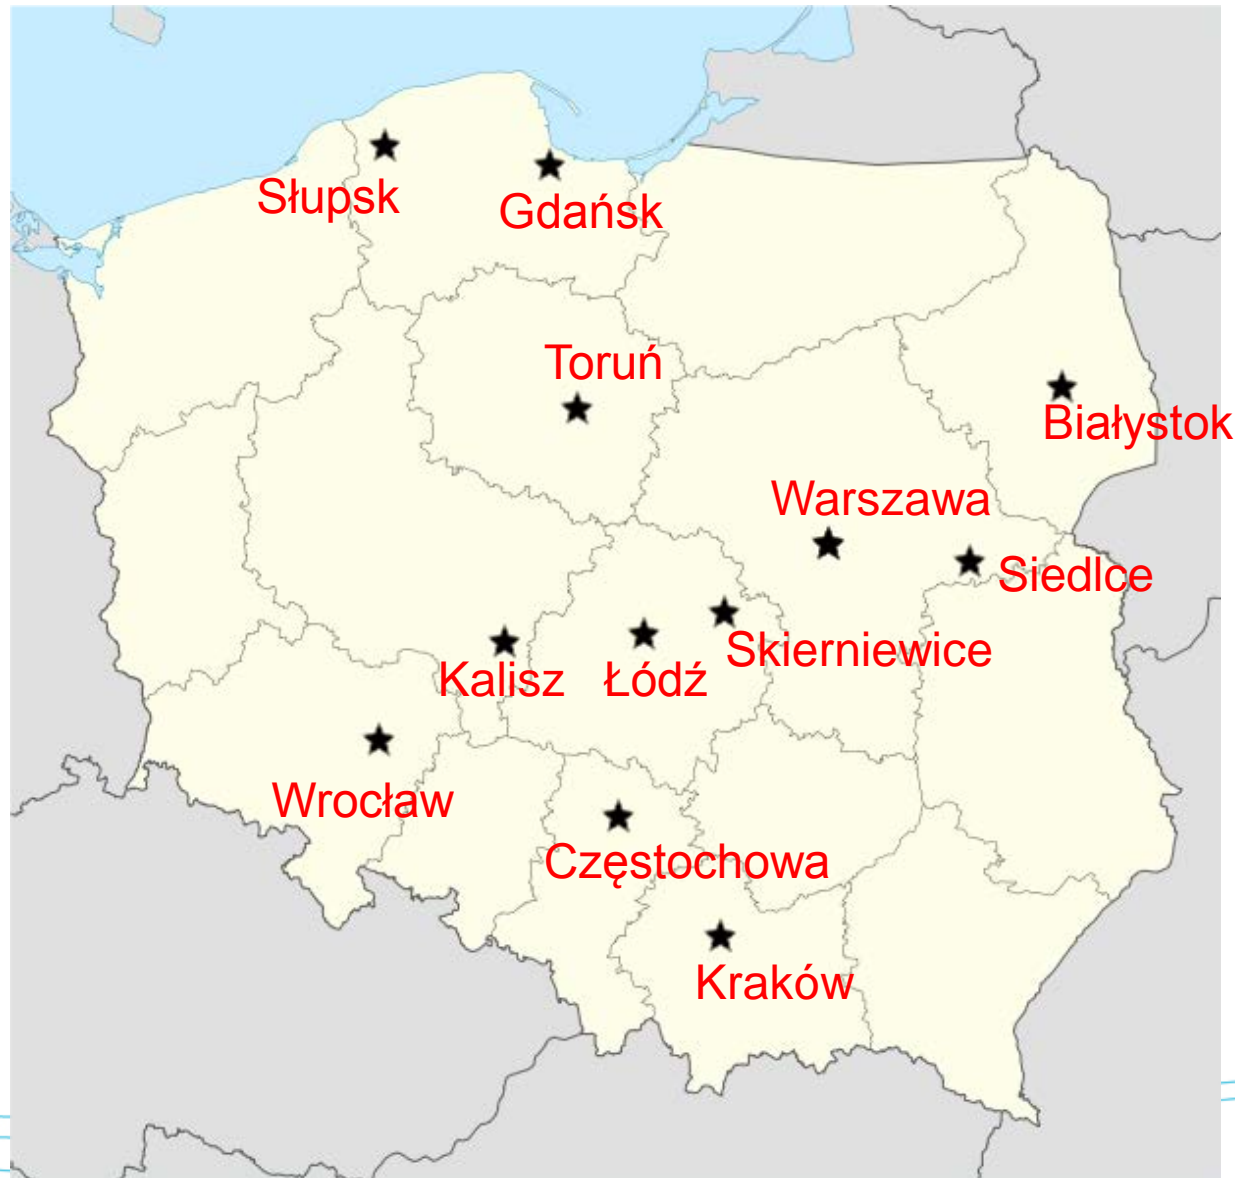 Słupsk
Gdańsk
Toruń
Białystok
Warszawa
Siedlce
Skierniewice
Kalisz
Łódź
Wrocław
Częstochowa
Kraków